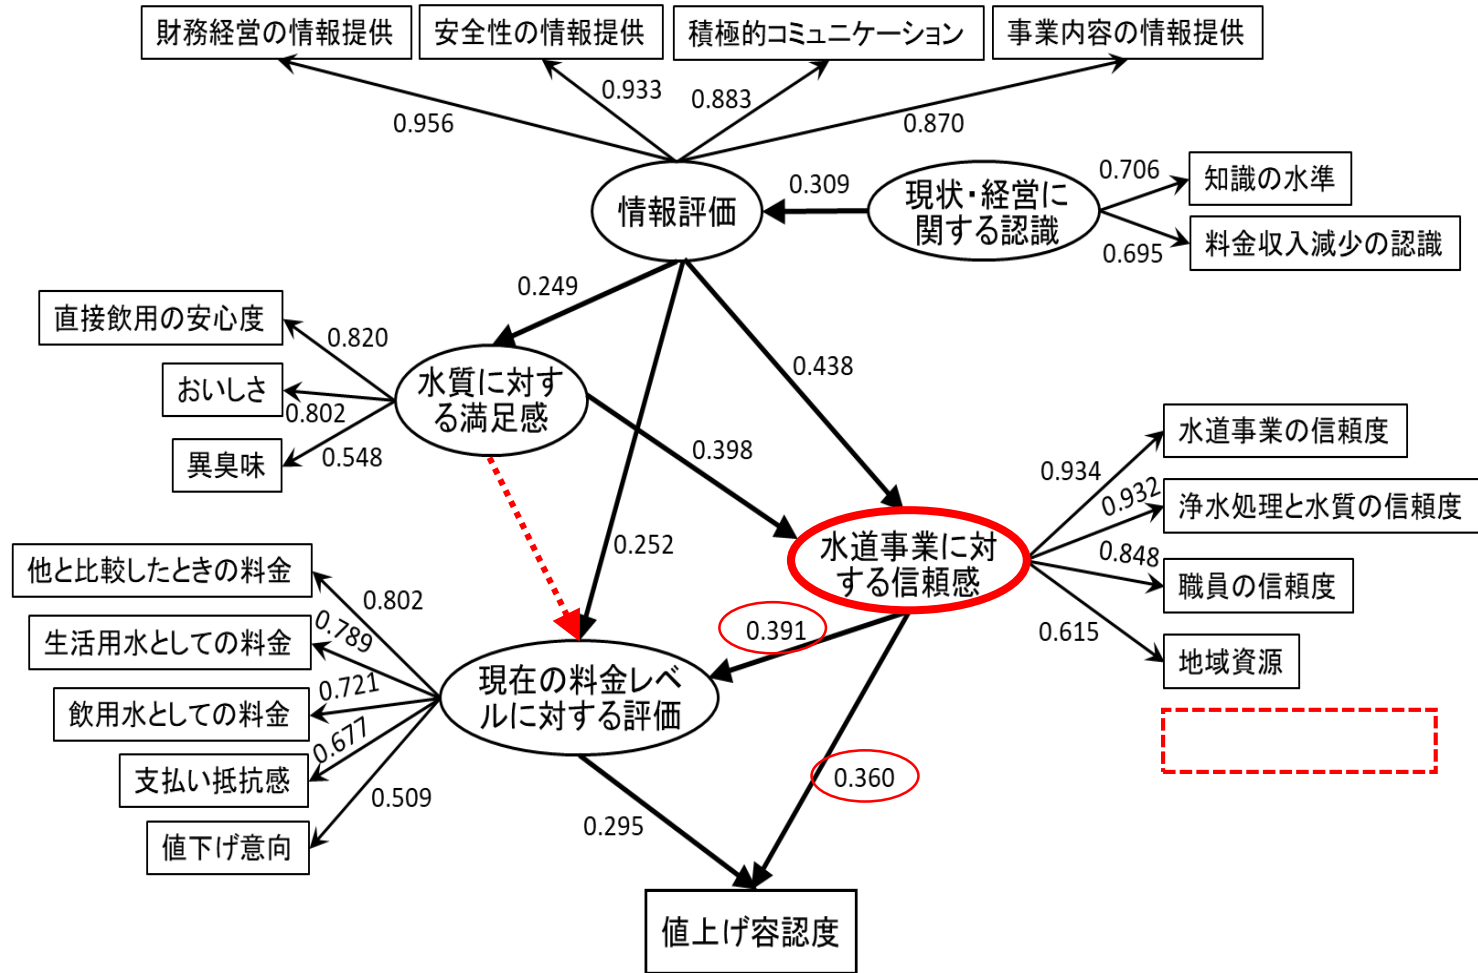 財務経営の情報提供
安全性の情報提供
積極的コミュニケーション
事業内容の情報提供
0.956
0.933
0.883
0.870
情報評価
0.309
現状・経営に
関する認識
0.706
知識の水準
0.695
料金収入減少の認識
0.249
0.438
直接飲用の安心度
0.820
おいしさ
0.802
異臭味
0.548
水質に対す
る満足感
0.398
0.252
水道事業に対
する信頼感
0.934
水道事業の信頼度
0.932
浄水処理と水質の信頼度
0.848
職員の信頼度
0.615
地域資源
他と比較したときの料金
0.802
生活用水としての料金
0.789
飲用水としての料金
0.721
支払い抵抗感
0.677
値下げ意向
0.509
現在の料金レベ
ルに対する評価
0.391
0.360
0.295
値上げ容認度